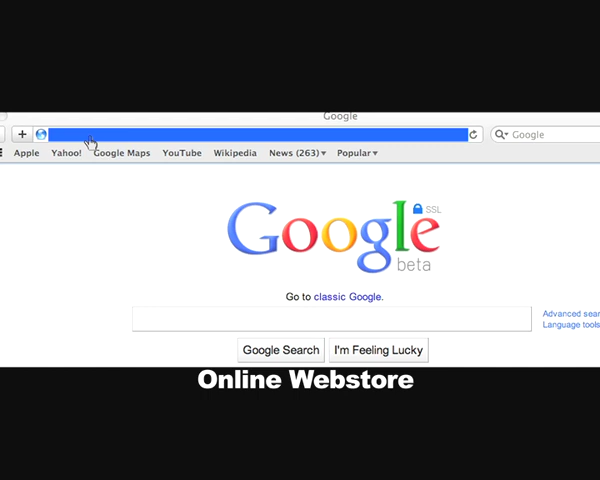 Google
+ Google
Apple Yahoo! Google Maps YouTube Wikipedia News (263) Popular
Google SSL
beta
Go to classic Google.
Advanced sear
Language tools
Google Search I'm Feeling Lucky
Online Webstore